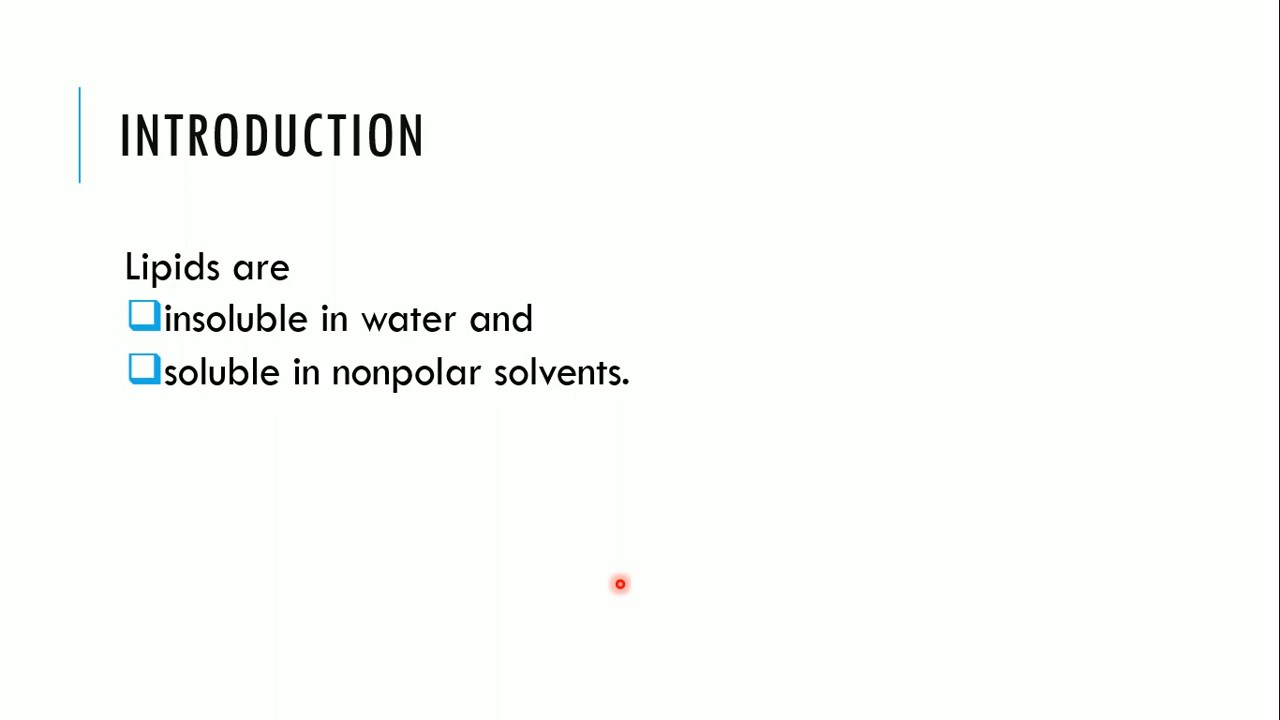 INTRODUCTION
Lipids are
❑insoluble in water and
❑soluble in nonpolar solvents.